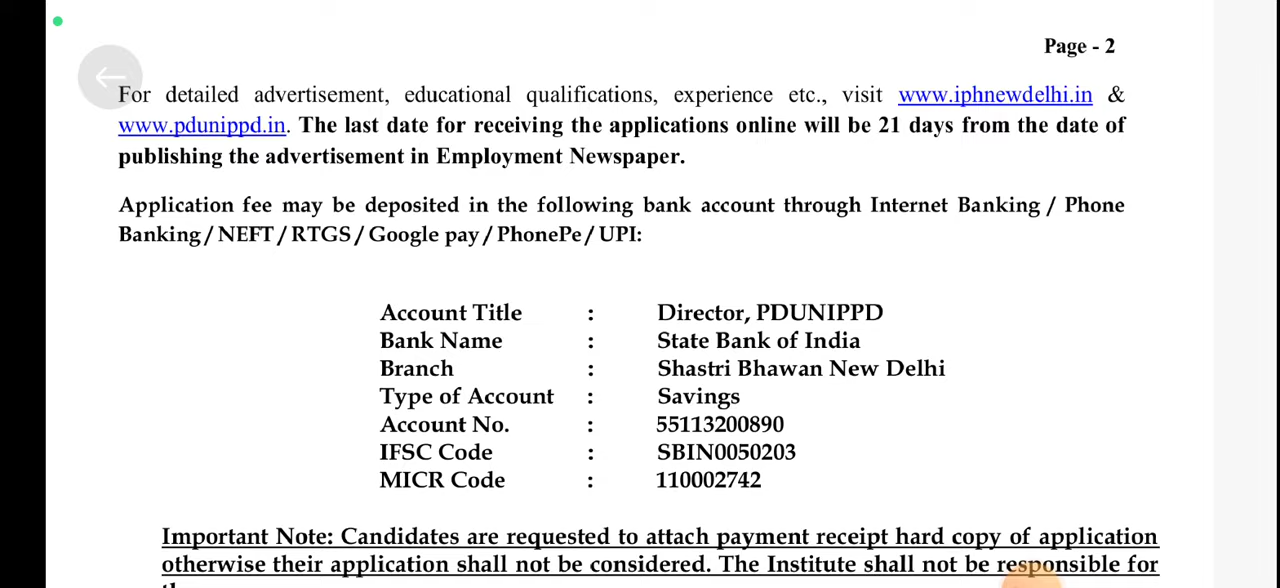 Page - 2
For detailed advertisement, educational qualifications, experience etc., visit www.iphnewdelhi.in &
www.pdunippd.in. The last date for receiving the applications online will be 21 days from the date of
publishing the advertisement in Employment Newspaper.
Application fee may be deposited in the following bank account through Internet Banking / Phone
Banking / NEFT / RTGS / Google pay / PhonePe / UPI:
Account Title : Director, PDUNIPPD
Bank Name : State Bank of India
Branch : Shastri Bhawan New Delhi
Type of Account : Savings
Account No. : 55113200890
IFSC Code : SBIN0050203
MICR Code : 110002742
Important Note: Candidates are requested to attach payment receipt hard copy of application
otherwise their application shall not be considered. The Institute shall not be responsible for